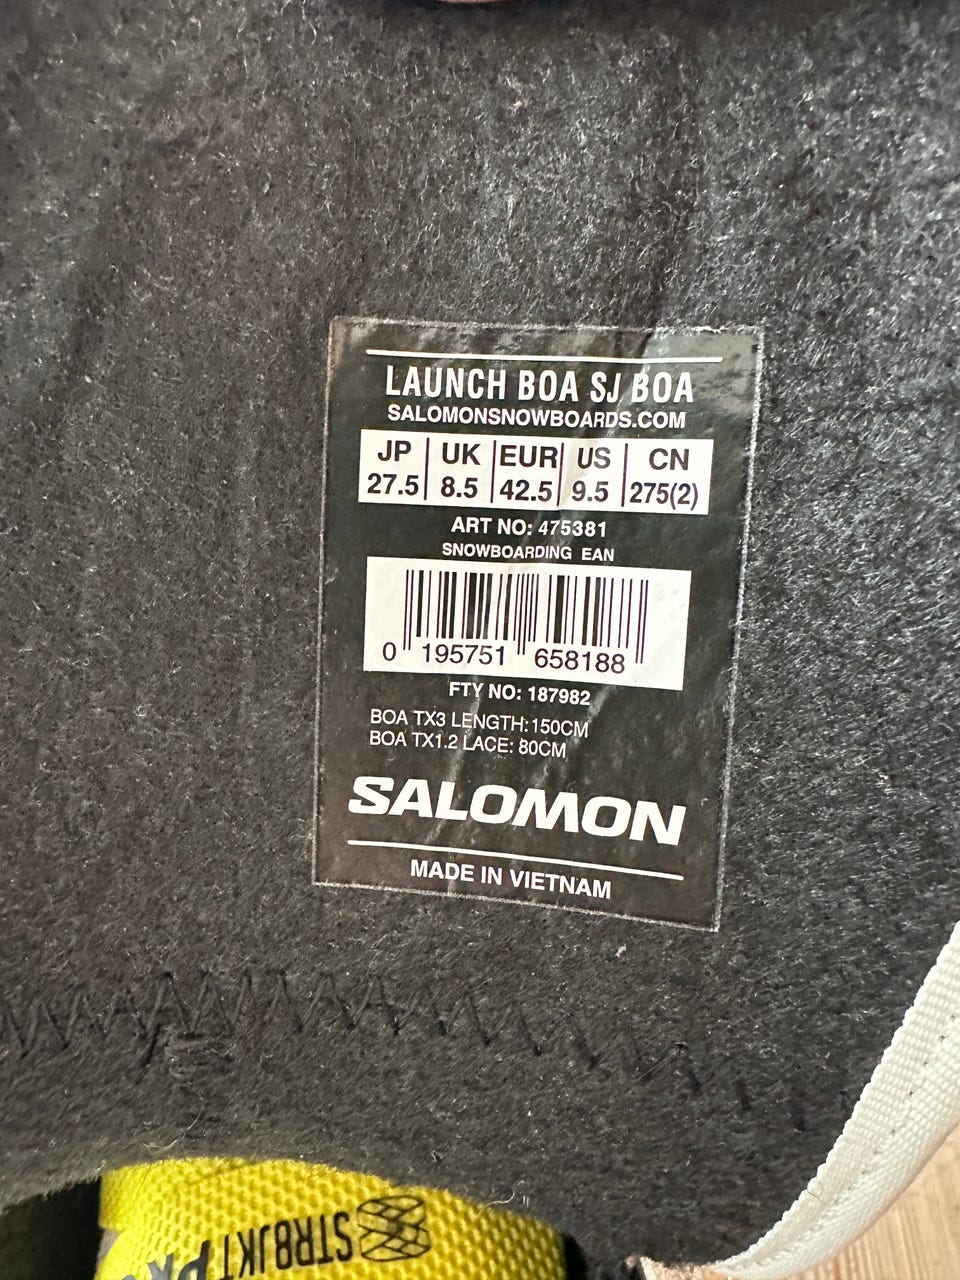 LAUNCH BOA SJ BOA
SALOMONSNOWBOARDS.COM
JP UK EUR US CN
27.5 8.5 42.5 9.5 275(2)
ART NO: 475381
SNOWBOARDING EAN
0 195751 658188
FTY NO: 187982
BOA TX3 LENGTH:150CM
BOA TX1.2 LACE: 80CM
SALOMON
MADE IN VIETNAM
STR8JKT